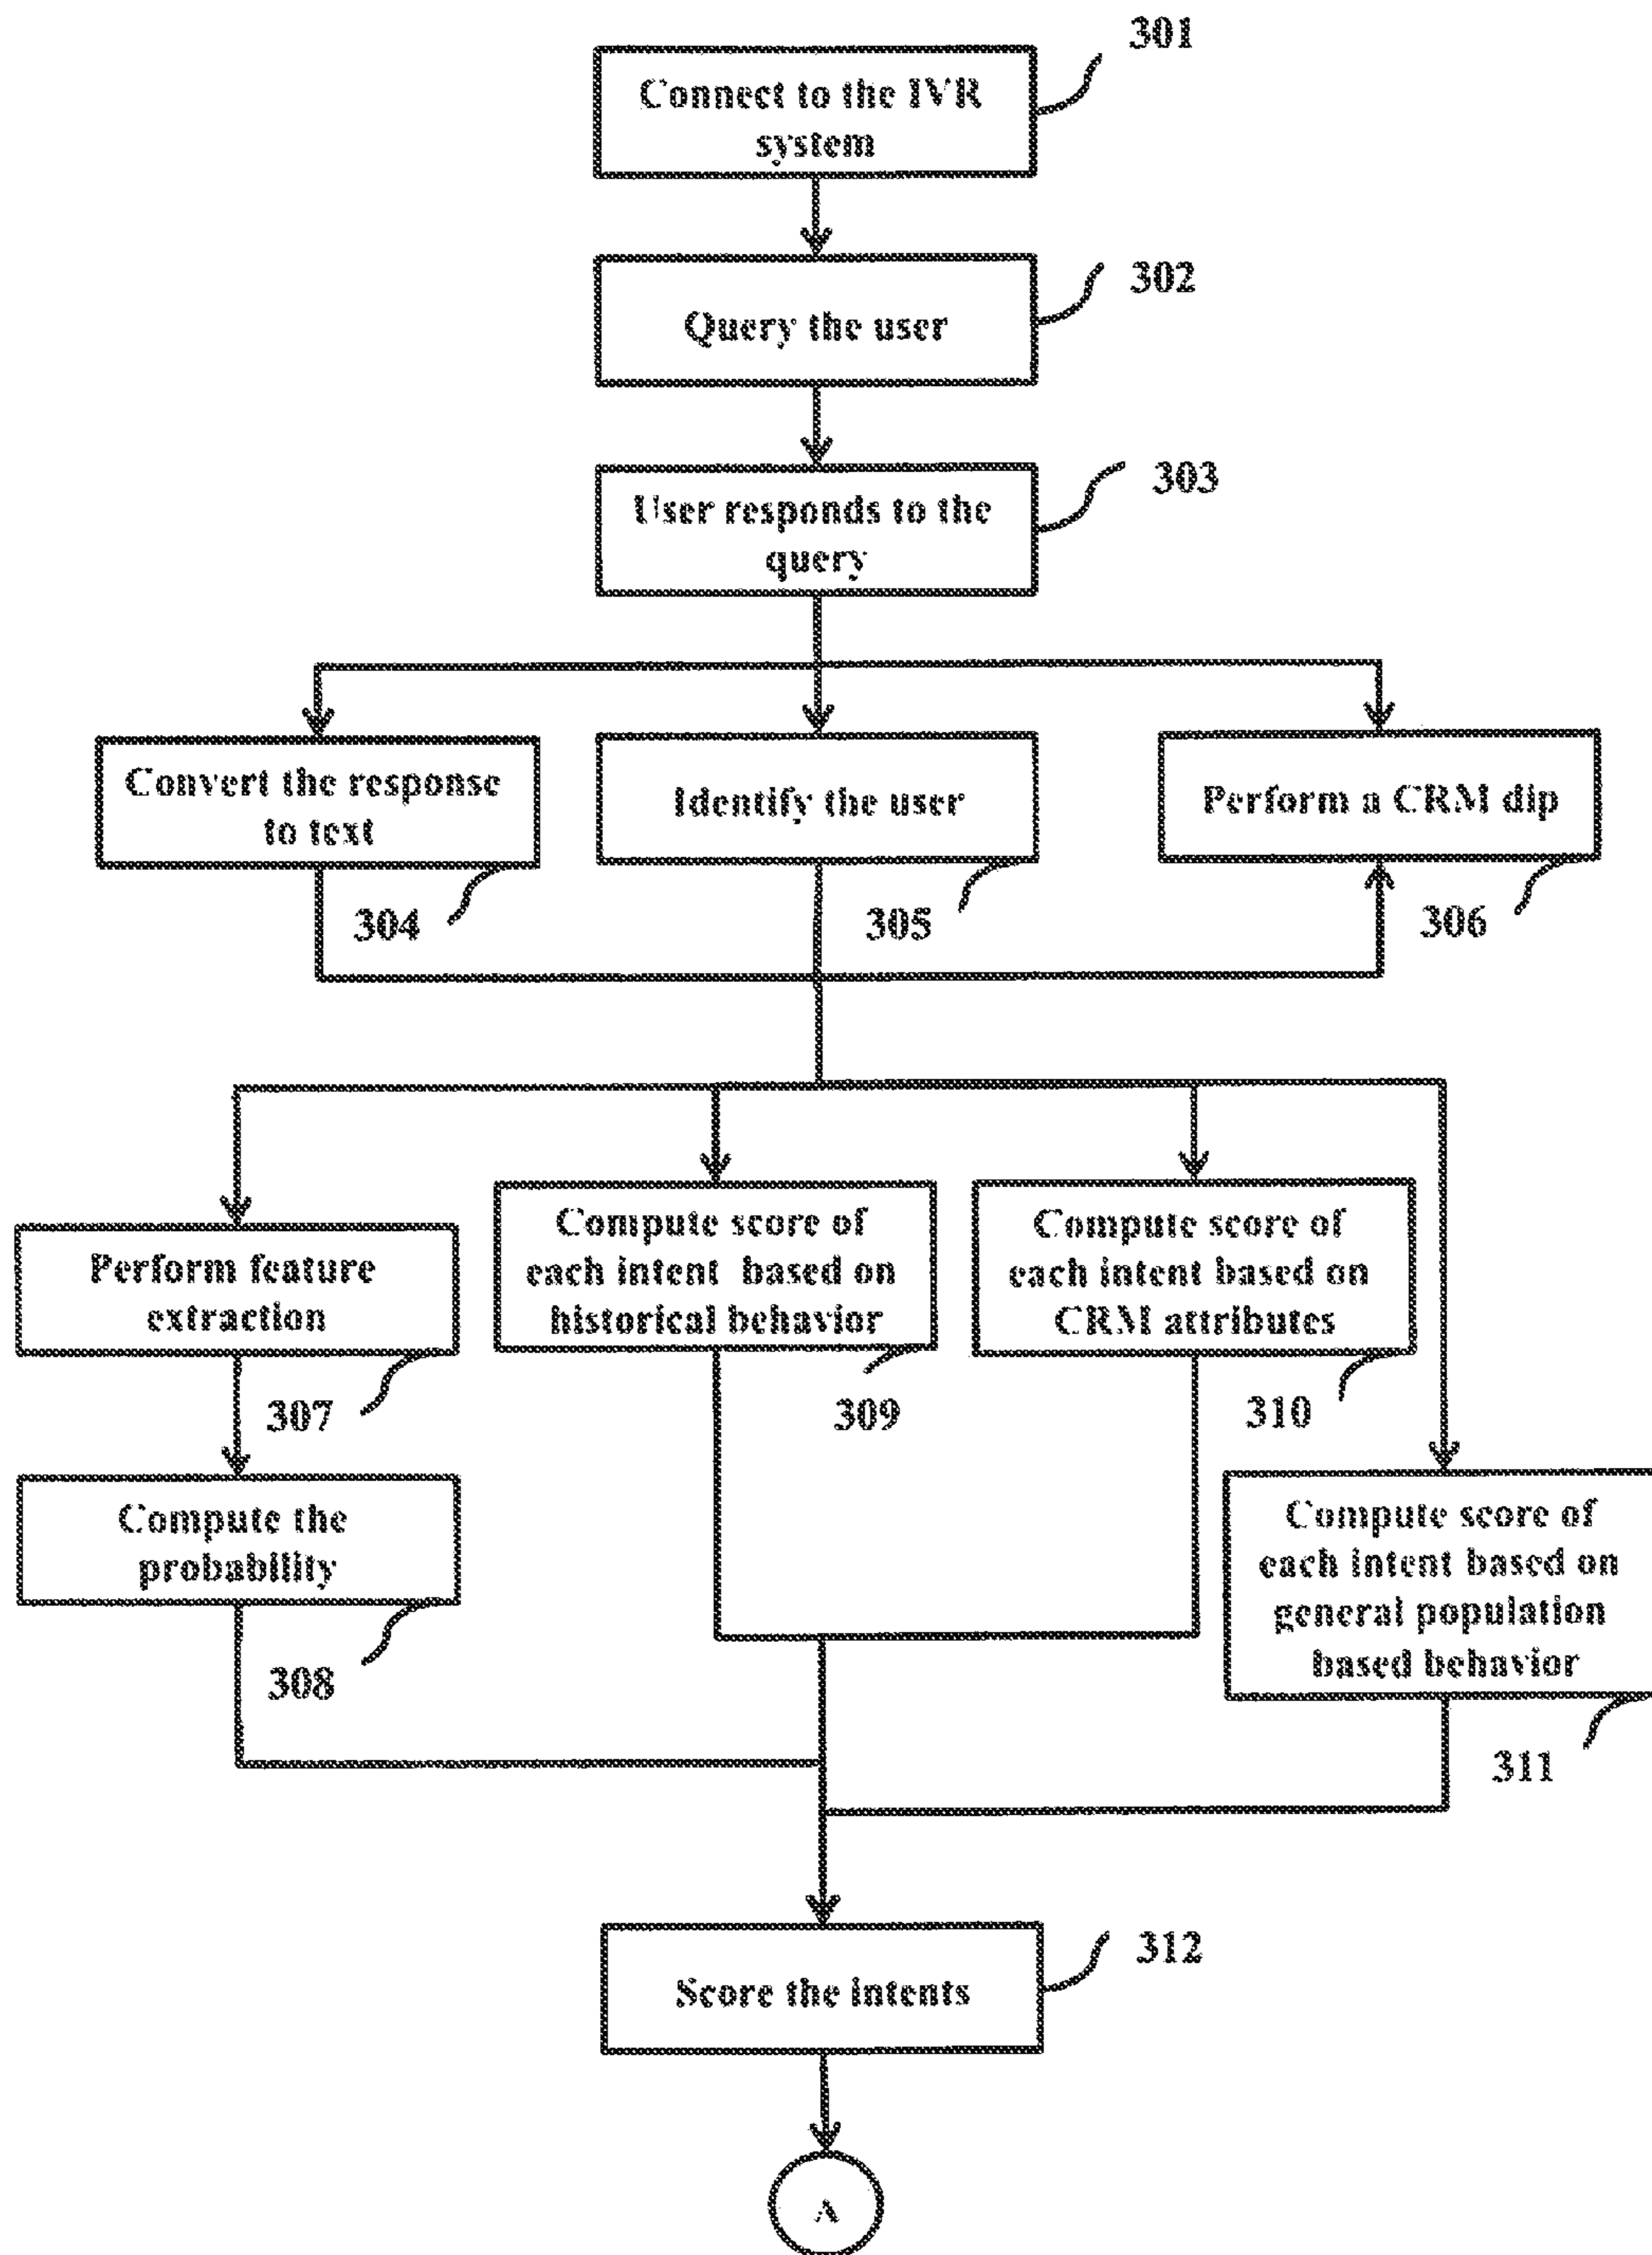 301
Connect to the IVR
system
302
Query the user
303
User responds to the
query
Convert the response
to text
304
Identify the user
305
Perform a CRM dip
306
Perform feature
extraction
307
Compute the
probability
308
Compute score of
each intent based on
historical behavior
309
Compute score of
each intent based on
CRM attributes
310
Compute score of
each intent based on
general population
based behavior
311
Score the intents
312
A